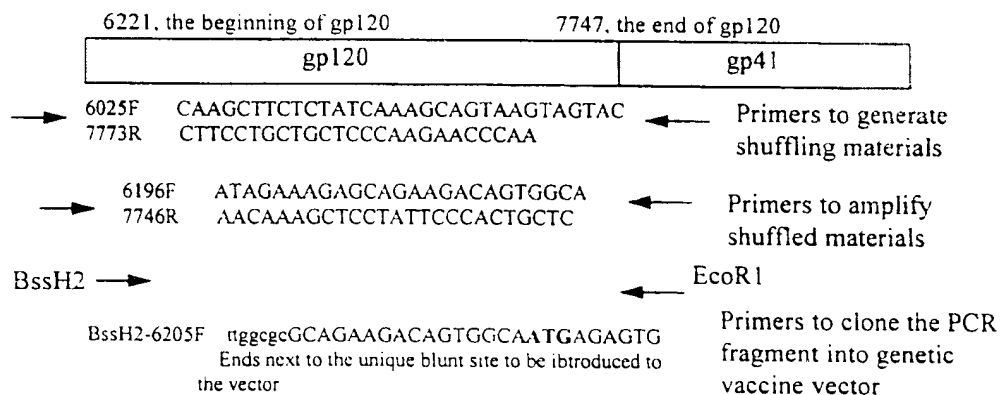 6221, the beginning of gp120
7747, the end of gp120
gp120
gp41
6025F CAAGCTTCTCTATCAAAGCAGTAAGTAGTAC
7773R CTTCCTGCTGCTCCCAAGAACCCAA
Primers to generate
shuffling materials
6196F ATAGAAAGAGCAGAAGACAGTGGCA
7746R AACAAAGCTCCTATTCCCACTGCTC
Primers to amplify
shuffled materials
BssH2
EcoR1
BssH2-6205F ttggcgcGCAGAAGACAGTGGCAATGAGAGTG
Ends next to the unique blunt site to be ibtroduced to
the vector
Primers to clone the PCR
fragment into genetic
vaccine vector